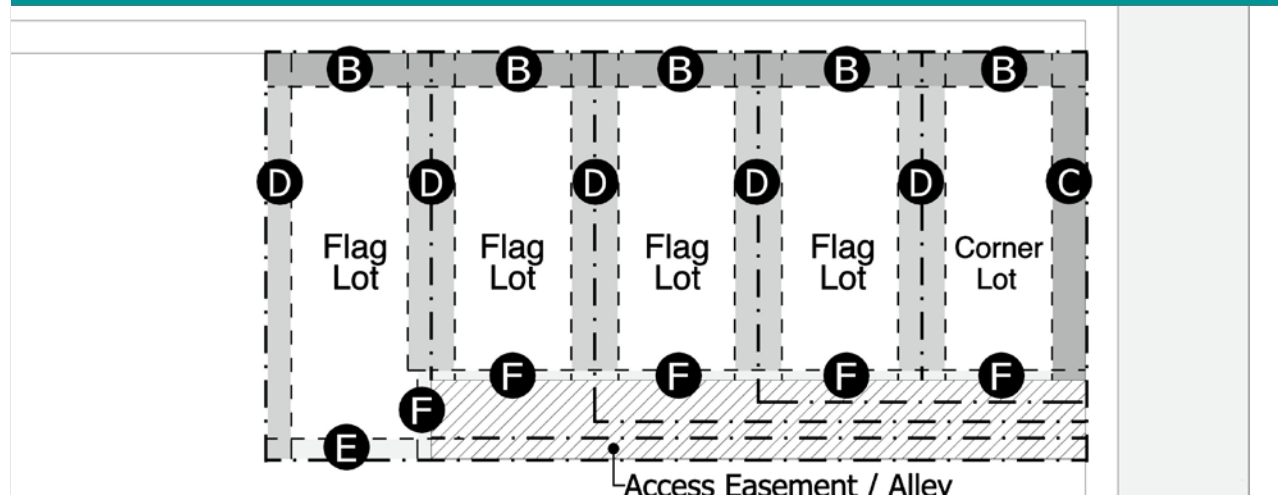 B B B B B
D D D D D C
Flag Flag Flag Flag Corner
Lot Lot Lot Lot Lot
F F F F
F
E
Access Easement / Alley